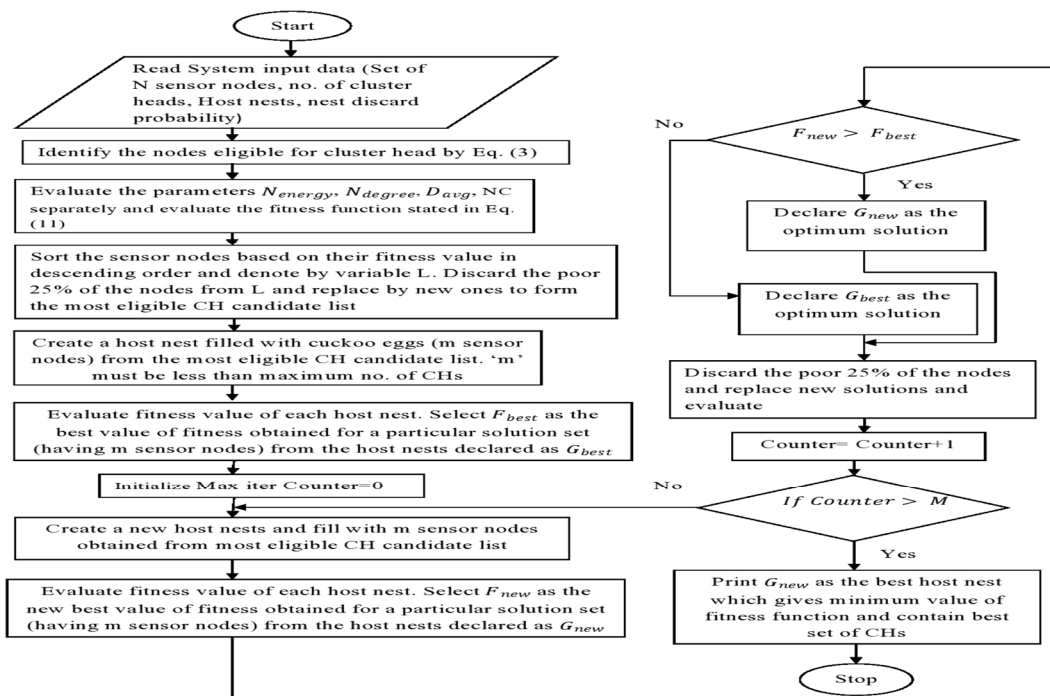 Start
Read System input data (Set of
N sensor nodes, no. of cluster
heads, Host nests, nest discard
probability)
Identify the nodes eligible for cluster head by Eq. (3)
Evaluate the parameters N_energy, N_degree, D_avg, NC
separately and evaluate the fitness function stated in Eq.
(11)
Sort the sensor nodes based on their fitness value in
descending order and denote by variable L. Discard the poor
25% of the nodes from L and replace by new ones to form
the most eligible CH candidate list
Create a host nest filled with cuckoo eggs (m sensor
nodes) from the most eligible CH candidate list. ‘m’
must be less than maximum no. of CHs
Evaluate fitness value of each host nest. Select F_best as the
best value of fitness obtained for a particular solution set
(having m sensor nodes) from the host nests declared as G_best
Initialize Max iter Counter=0
Create a new host nests and fill with m sensor nodes
obtained from most eligible CH candidate list
Evaluate fitness value of each host nest. Select F_new as the
new best value of fitness obtained for a particular solution set
(having m sensor nodes) from the host nests declared as G_new
No
F_new > F_best
Yes
Declare G_new as the
optimum solution
Declare G_best as the
optimum solution
Discard the poor 25% of the nodes
and replace new solutions and
evaluate
Counter= Counter+1
No
If Counter > M
Yes
Print G_new as the best host nest
which gives minimum value of
fitness function and contain best
set of CHs
Stop